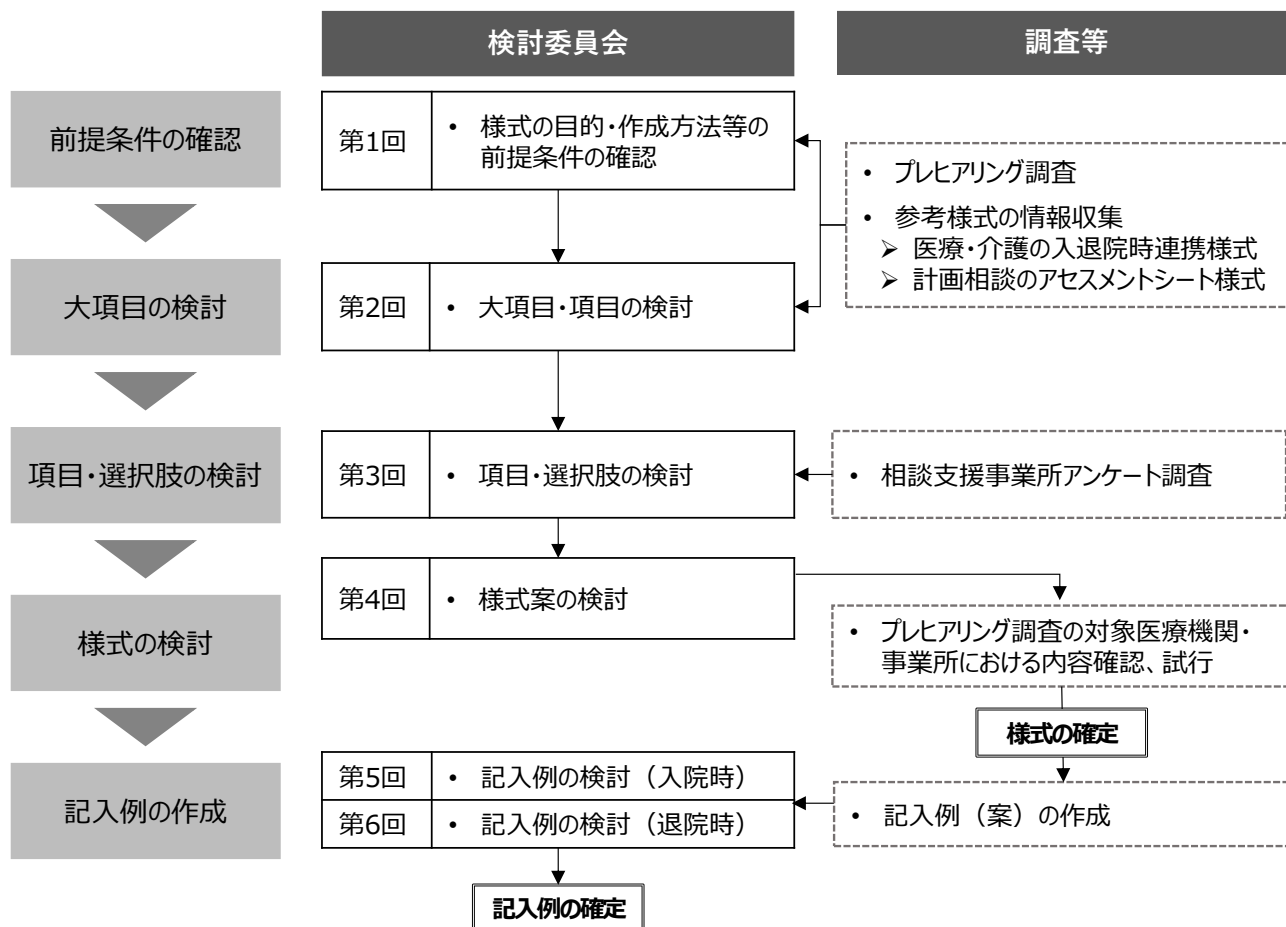 検討委員会
調査等
前提条件の確認
第1回
• 様式の目的・作成方法等の
前提条件の確認
• プレヒアリング調査
• 参考様式の情報収集
➢ 医療・介護の入退院時連携様式
➢ 計画相談のアセスメントシート様式
大項目の検討
第2回
• 大項目・項目の検討
項目・選択肢の検討
第3回
• 項目・選択肢の検討
• 相談支援事業所アンケート調査
様式の検討
第4回
• 様式案の検討
• プレヒアリング調査の対象医療機関・
事業所における内容確認、試行
様式の確定
記入例の作成
第5回
• 記入例の検討（入院時）
第6回
• 記入例の検討（退院時）
• 記入例（案）の作成
記入例の確定